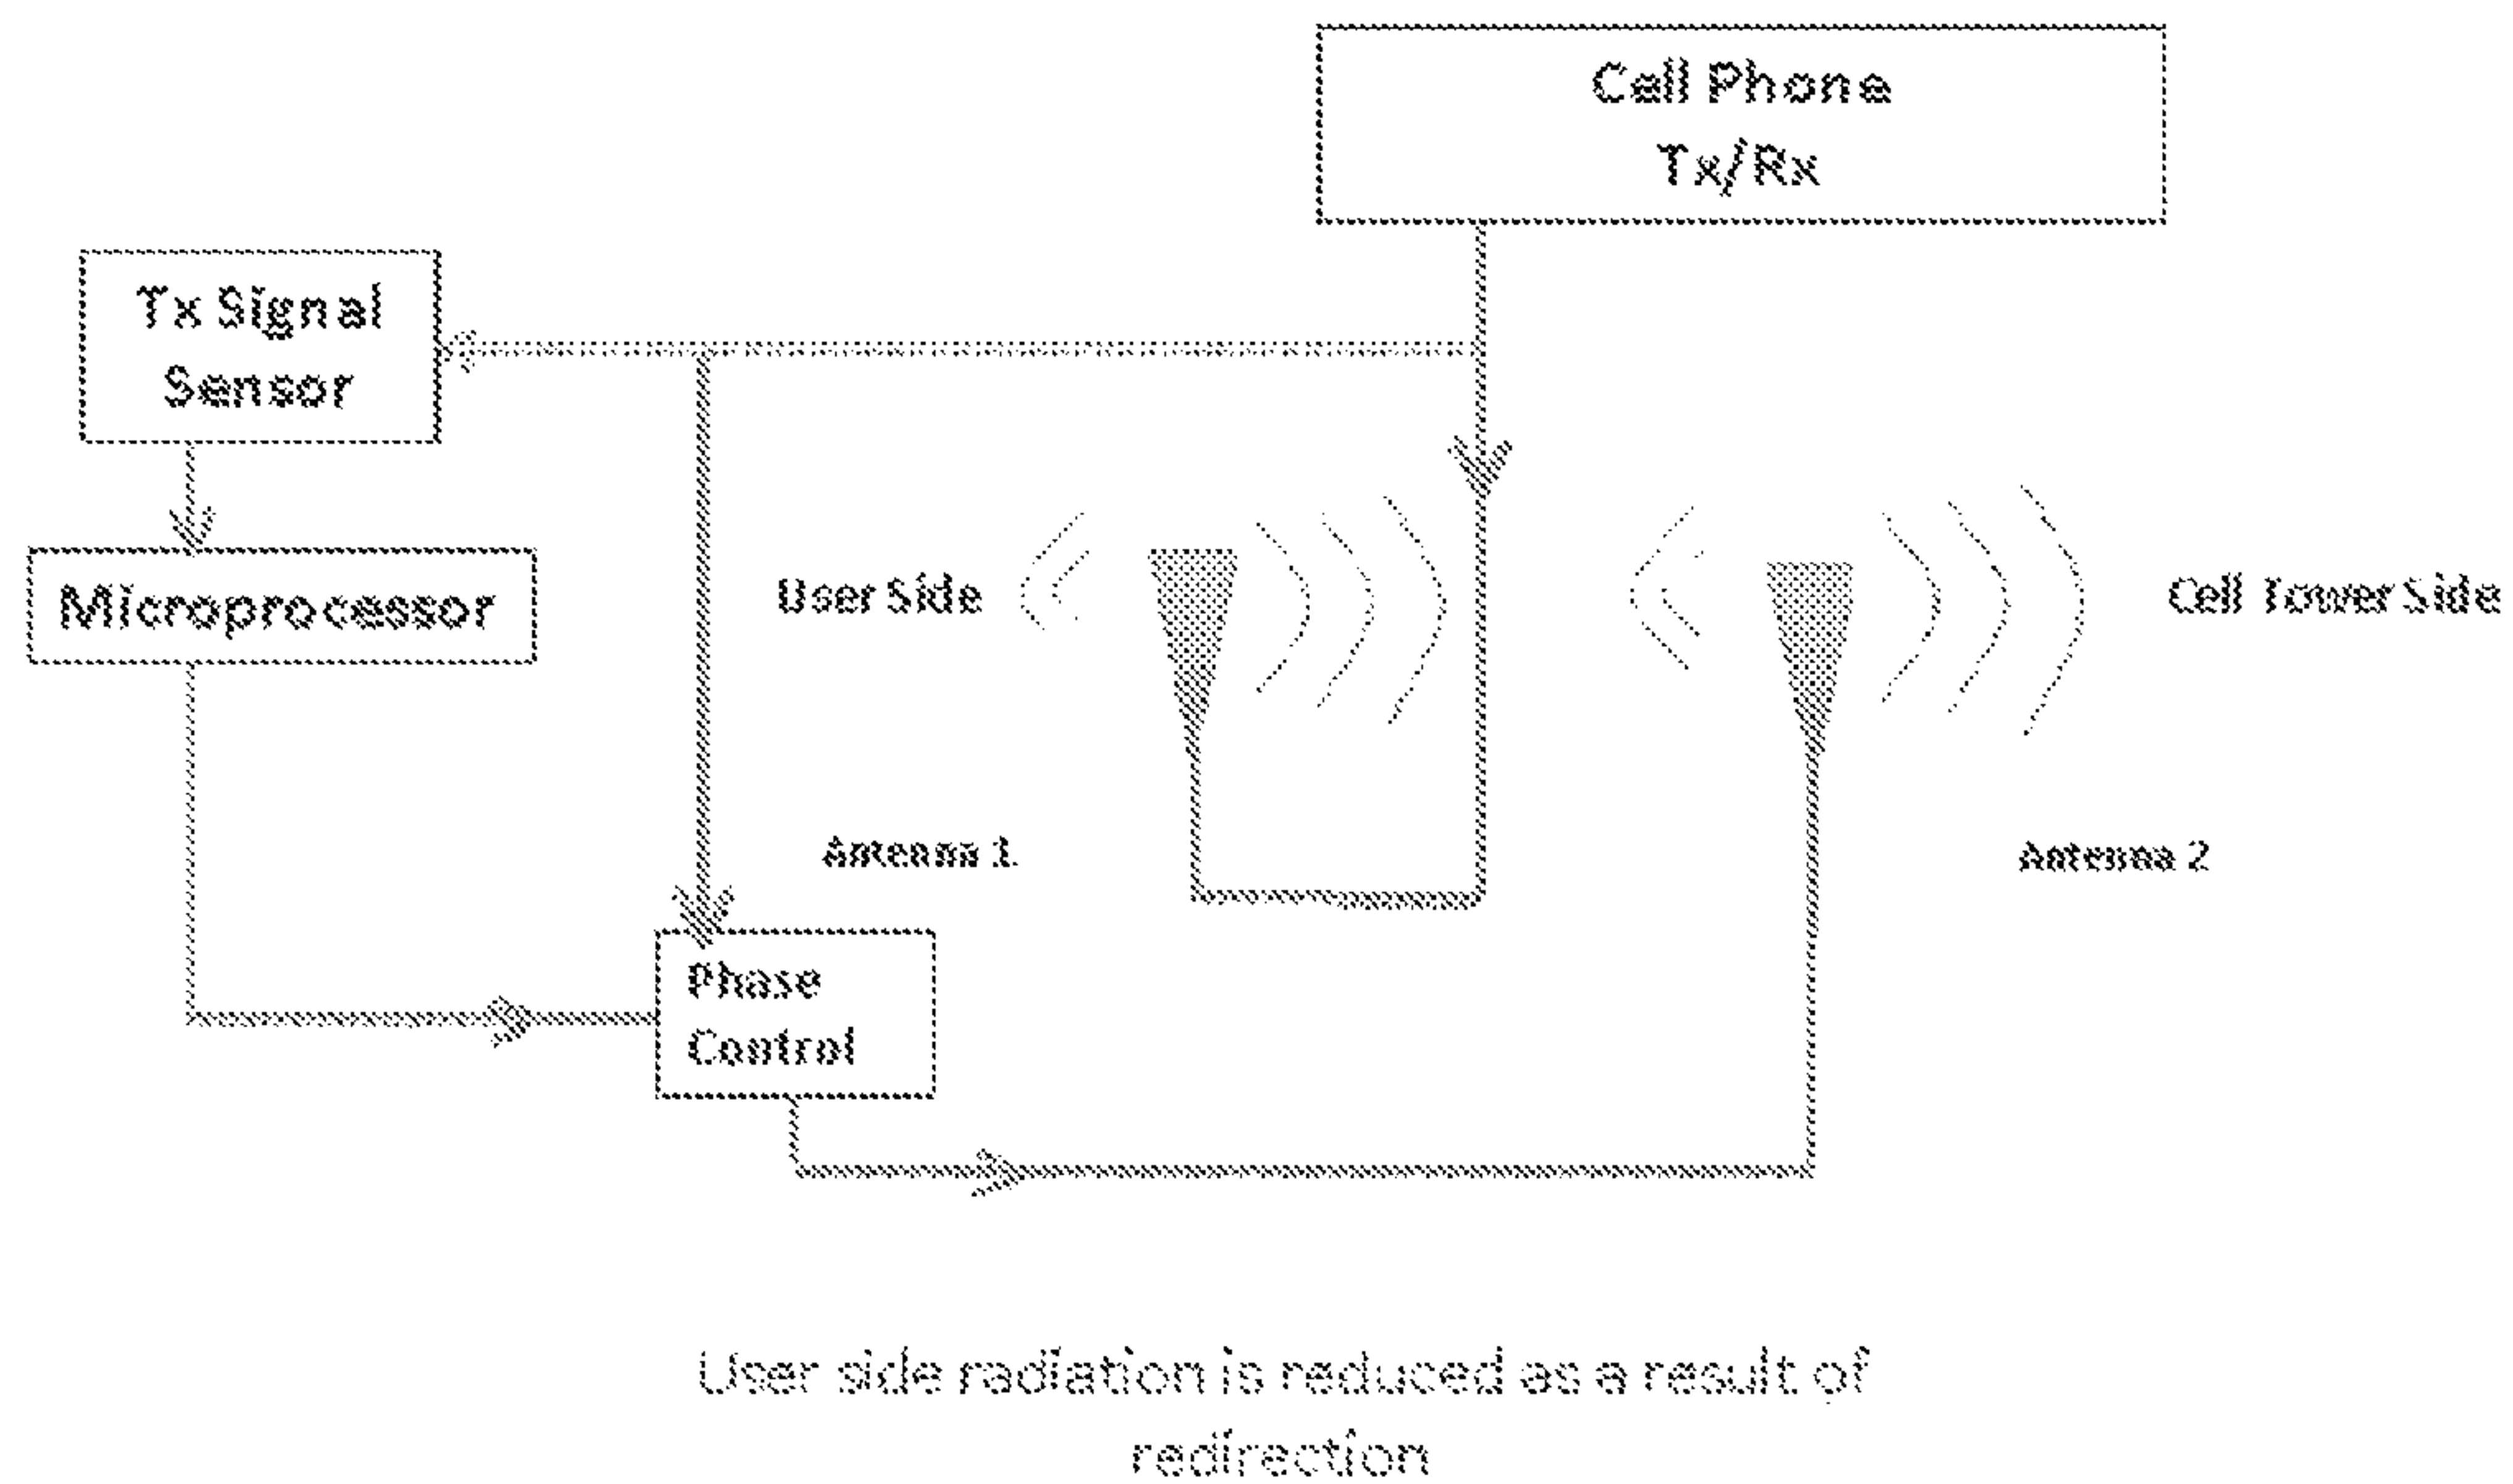 Cell Phone
Tx/Rx
Tx Signal
Sensor
Microprocessor
User Side
Cell Tower Side
Antenna 1
Antenna 2
Phase
Control
User side radiation is reduced as a result of
redirection